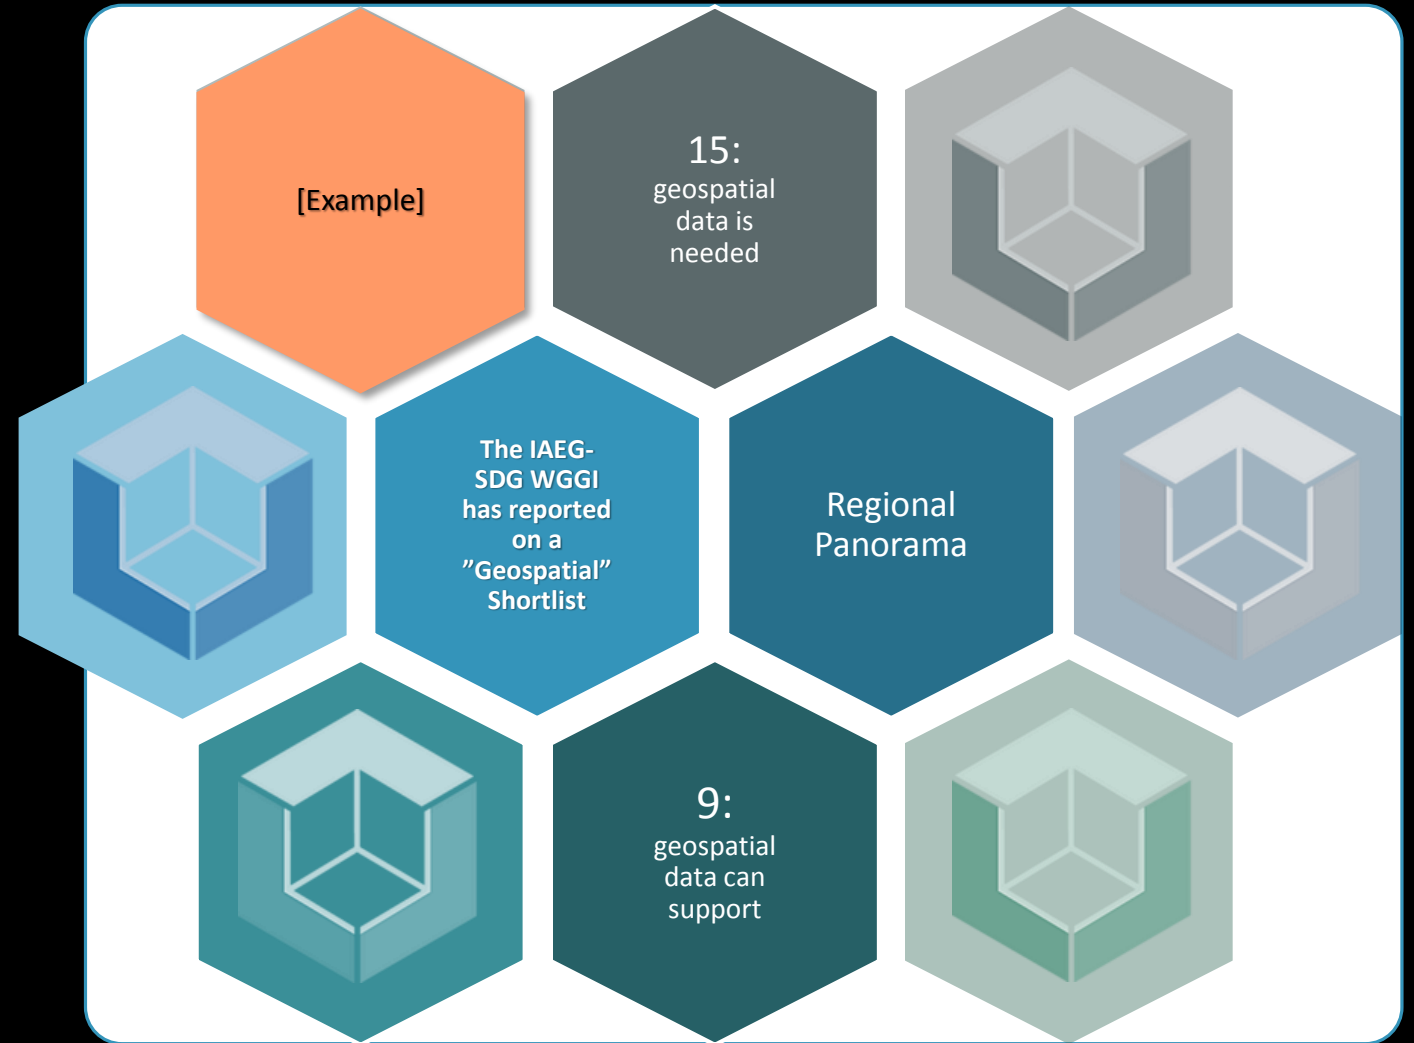 [Example]
15:
geospatial
data is
needed
The IAEG-
SDG WGGI
has reported
on a
”Geospatial”
Shortlist
Regional
Panorama
9:
geospatial
data can
support